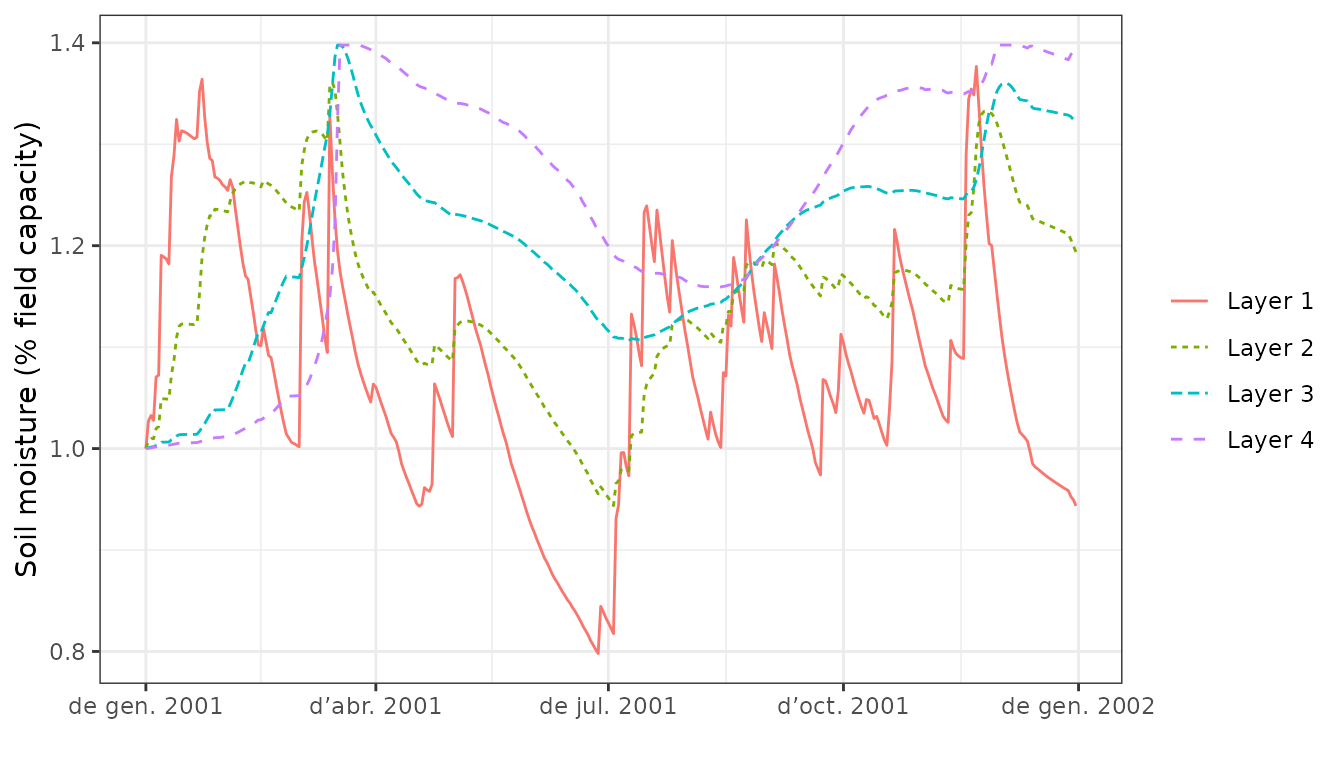 Soil moisture (% field capacity)
1.4
1.2
1.0
0.8
de gen. 2001
d’abr. 2001
de jul. 2001
d’oct. 2001
de gen. 2002
Layer 1
Layer 2
Layer 3
Layer 4